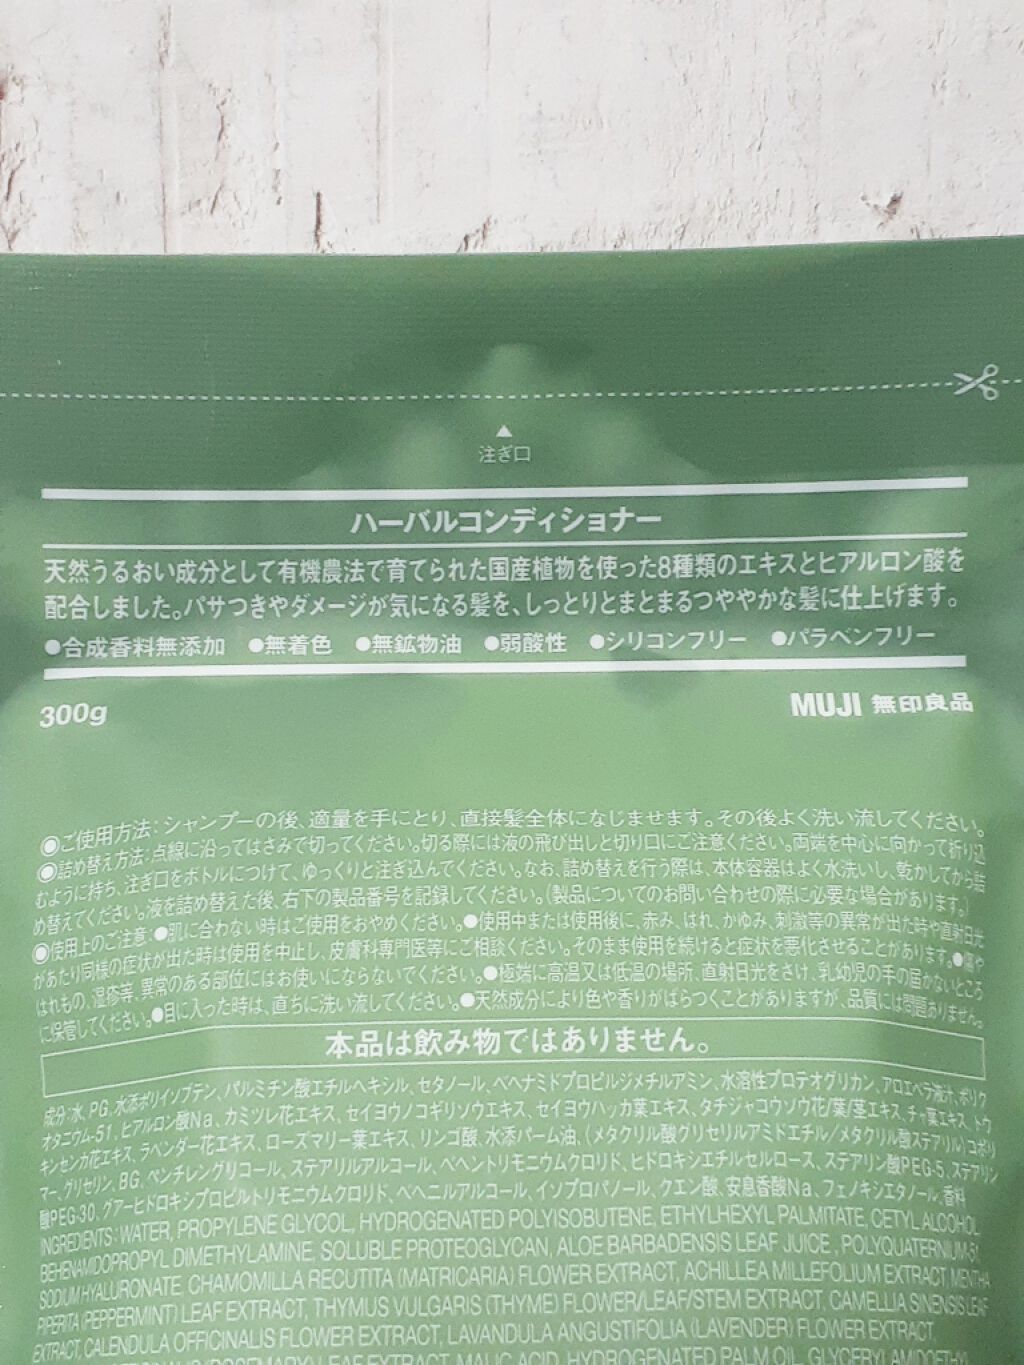 注ぎ口
ハーバルコンディショナー
天然うるおい成分として有機農法で育てられた国産植物を使った8種類のエキスとヒアルロン酸を
配合しました。パサつきやダメージが気になる髪を、しっとりとまとまるつややかな髪に仕上げます。
●合成香料無添加 ●無着色 ●無鉱物油 ●弱酸性 ●シリコンフリー ●パラベンフリー
300g MUJI 無印良品
◉ご使用方法：シャンプーの後、適量を手にとり、直接髪全体になじませます。その後よく洗い流してください。
◉詰め替え方法：点線に沿ってはさみで切ってください。切る際には液の飛び出しと切り口にご注意ください。両端を中心に向かって折り込
むように持ち、注ぎ口をボトルにつけて、ゆっくりと注ぎ込んでください。なお、詰め替えを行う際は、本体容器はよく水洗いし、乾かしてから詰
め替えてください。液を詰め替えた後、右下の製品番号を記録してください。（製品についてのお問い合わせの際に必要な場合があります。）
◉使用上のご注意：●肌に合わない時はご使用をおやめください。●使用中または使用後に、赤み、はれ、かゆみ、刺激等の異常が出た時や直射日光
があたり同様の症状が出た時は使用を中止し、皮膚科専門医等にご相談ください。そのまま使用を続けると症状を悪化させることがあります。●傷や
はれもの、湿疹等、異常のある部位にはお使いにならないでください。●極端に高温又は低温の場所、直射日光をさけ、乳幼児の手の届かないところ
に保管してください。●目に入った時は、直ちに洗い流してください。●天然成分により色や香りがばらつくことがありますが、品質には問題ありません。
本品は飲み物ではありません。
成分：水、PG、水添ポリイソブテン、パルミチン酸エチルヘキシル、セタノール、ベヘナミドプロピルジメチルアミン、水溶性プロテオグリカン、アロエベラ液汁、ポリク
オタニウム-51、ヒアルロン酸Na、カミツレ花エキス、セイヨウノコギリソウエキス、セイヨウハッカ葉エキス、タチジャコウソウ花/葉/茎エキス、チャ葉エキス、トウ
キンセンカ花エキス、ラベンダー花エキス、ローズマリー葉エキス、リンゴ酸、水添パーム油、（メタクリル酸グリセリルアミドエチル/メタクリル酸ステアリル）コポリ
マー、グリセリン、BG、ペンチレングリコール、ステアリルアルコール、ベヘントリモニウムクロリド、ヒドロキシエチルセルロース、ステアリン酸PEG-5、ステアリン
酸PEG-30、グアーヒドロキシプロピルトリモニウムクロリド、ベヘニルアルコール、イソプロパノール、クエン酸、安息香酸Na、フェノキシエタノール、香料
INGREDIENTS：WATER, PROPYLENE GLYCOL, HYDROGENATED POLYISOBUTENE, ETHYLHEXYL PALMITATE, CETYL ALCOHOL,
BEHENAMIDOPROPYL DIMETHYLAMINE, SOLUBLE PROTEOGLYCAN, ALOE BARBADENSIS LEAF JUICE, POLYQUATERNIUM-51,
SODIUM HYALURONATE, CHAMOMILLA RECUTITA (MATRICARIA) FLOWER EXTRACT, ACHILLEA MILLEFOLIUM EXTRACT, MENTHA
PIPERITA (PEPPERMINT) LEAF EXTRACT, THYMUS VULGARIS (THYME) FLOWER/LEAF/STEM EXTRACT, CAMELLIA SINENSIS LEAF
EXTRACT, CALENDULA OFFICINALIS FLOWER EXTRACT, LAVANDULA ANGUSTIFOLIA (LAVENDER) FLOWER EXTRACT,
(ROSEMARY) LEAF EXTRACT, MALIC ACID, HYDROGENATED PALM OIL,